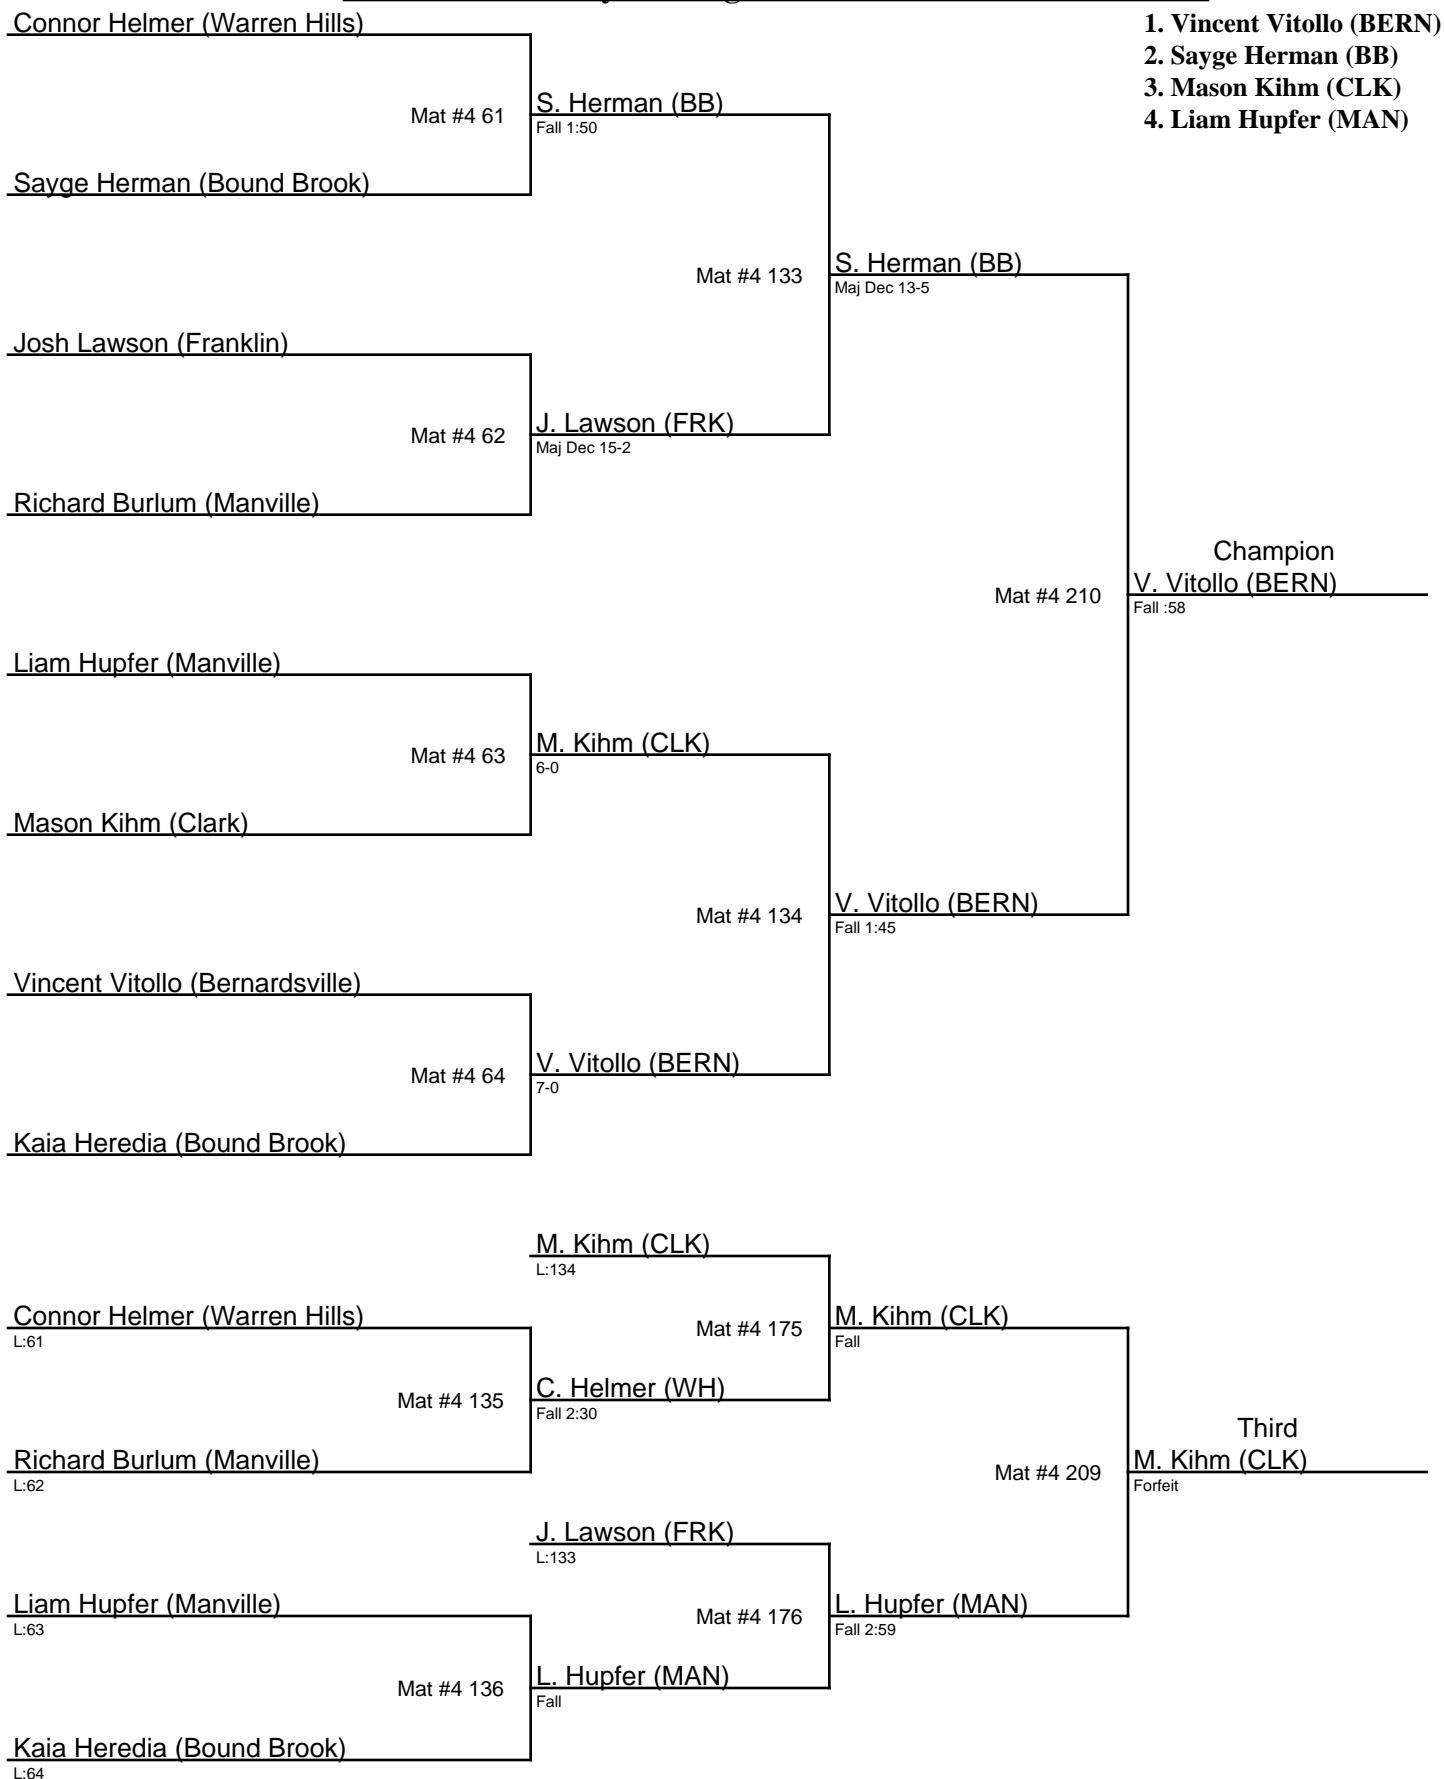 Connor Helmer (Warren Hills)
1. Vincent Vitollo (BERN)
2. Sayge Herman (BB)
3. Mason Kihm (CLK)
4. Liam Hupfer (MAN)
Mat #4 61
S. Herman (BB)
Fall 1:50
Sayge Herman (Bound Brook)
Mat #4 133
S. Herman (BB)
Maj Dec 13-5
Josh Lawson (Franklin)
Mat #4 62
J. Lawson (FRK)
Maj Dec 15-2
Richard Burlum (Manville)
Champion
Mat #4 210
V. Vitollo (BERN)
Fall :58
Liam Hupfer (Manville)
Mat #4 63
M. Kihm (CLK)
6-0
Mason Kihm (Clark)
Mat #4 134
V. Vitollo (BERN)
Fall 1:45
Vincent Vitollo (Bernardsville)
Mat #4 64
V. Vitollo (BERN)
7-0
Kaia Heredia (Bound Brook)
M. Kihm (CLK)
L:134
Connor Helmer (Warren Hills)
L:61
Mat #4 175
M. Kihm (CLK)
Fall
Mat #4 135
C. Helmer (WH)
Fall 2:30
Richard Burlum (Manville)
L:62
Third
Mat #4 209
M. Kihm (CLK)
Forfeit
J. Lawson (FRK)
L:133
Liam Hupfer (Manville)
L:63
Mat #4 176
L. Hupfer (MAN)
Fall 2:59
Mat #4 136
L. Hupfer (MAN)
Fall
Kaia Heredia (Bound Brook)
L:64